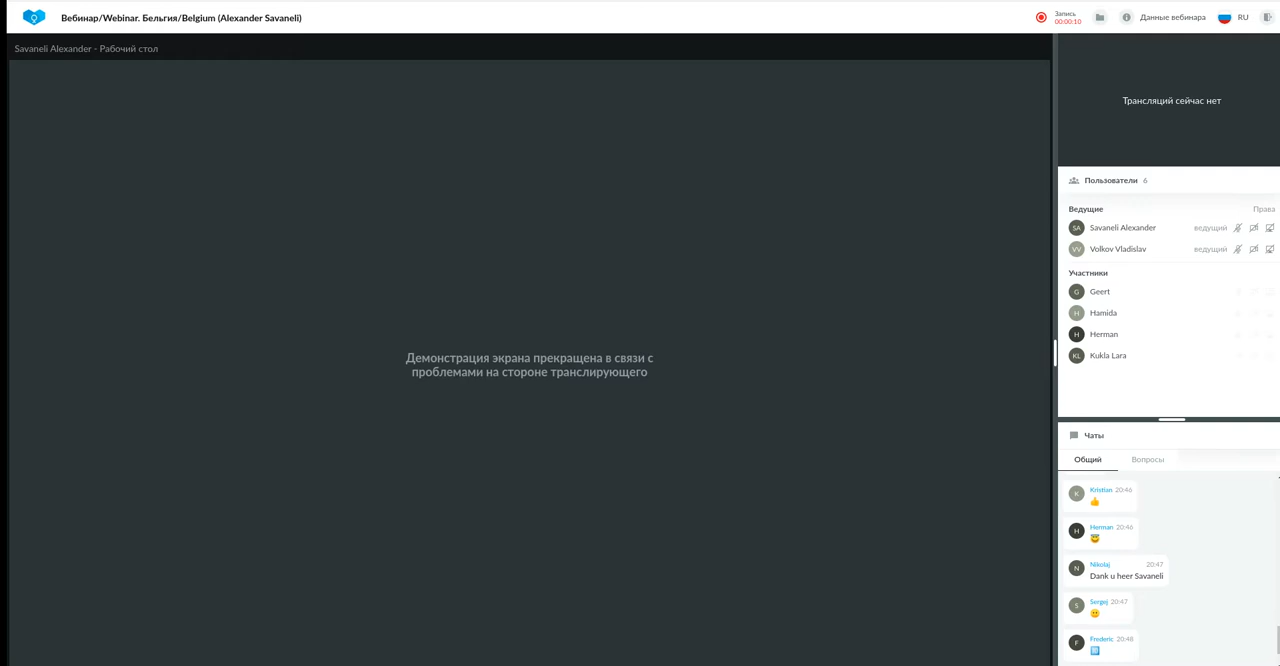 Вебинар/Webinar. Бельгия/Belgium (Alexander Savaneli)
Запись
00:00:10
Данные вебинара
RU
Savaneli Alexander - Рабочий стол
Трансляций сейчас нет
Демонстрация экрана прекращена в связи с
проблемами на стороне транслирующего
Пользователи 6
Ведущие Права
SA Savaneli Alexander ведущий
VV Volkov Vladislav ведущий
Участники
G Geert
H Hamida
H Herman
KL Kukla Lara
Чаты
Общий Вопросы
K Kristian 20:46
👍
H Herman 20:46
😇
N Nikolaj 20:47
Dank u heer Savaneli
S Sergej 20:47
🙂
F Frederic 20:48